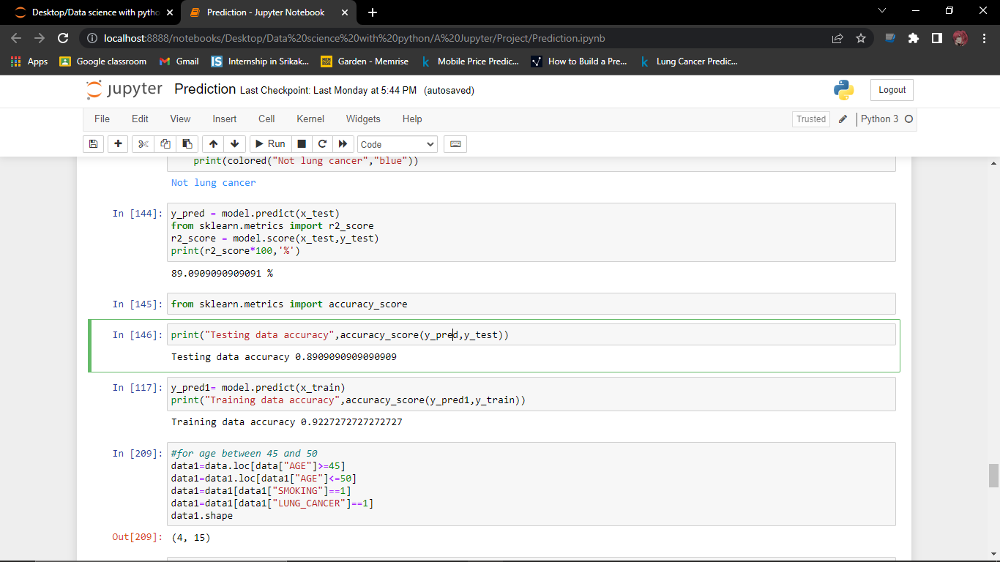 Desktop/Data science with pytho
Prediction - Jupyter Notebook
localhost:8888/notebooks/Desktop/Data%20science%20with%20python/A%20Jupyter/Project/Prediction.ipynb
Apps Google classroom Gmail IS Internship in Srikak... MEM RISE Garden - Memrise k Mobile Price Predic... How to Build a Pre... k Lung Cancer Predic...
jupyter Prediction Last Checkpoint: Last Monday at 5:44 PM (autosaved) Logout
File Edit View Insert Cell Kernel Widgets Help Trusted Python 3
Run Code
print(colored("Not lung cancer","blue"))
Not lung cancer
In [144]: y_pred = model.predict(x_test)
from sklearn.metrics import r2_score
r2_score = model.score(x_test,y_test)
print(r2_score*100,'%')
89.0909090909091 %
In [145]: from sklearn.metrics import accuracy_score
In [146]: print("Testing data accuracy",accuracy_score(y_pred,y_test))
Testing data accuracy 0.8909090909090909
In [117]: y_pred1= model.predict(x_train)
print("Training data accuracy",accuracy_score(y_pred1,y_train))
Training data accuracy 0.9227272727272727
In [209]: #for age between 45 and 50
data1=data.loc[data["AGE"]>=45]
data1=data1.loc[data1["AGE"]<=50]
data1=data1[data1["SMOKING"]==1]
data1=data1[data1["LUNG_CANCER"]==1]
data1.shape
Out[209]: (4, 15)